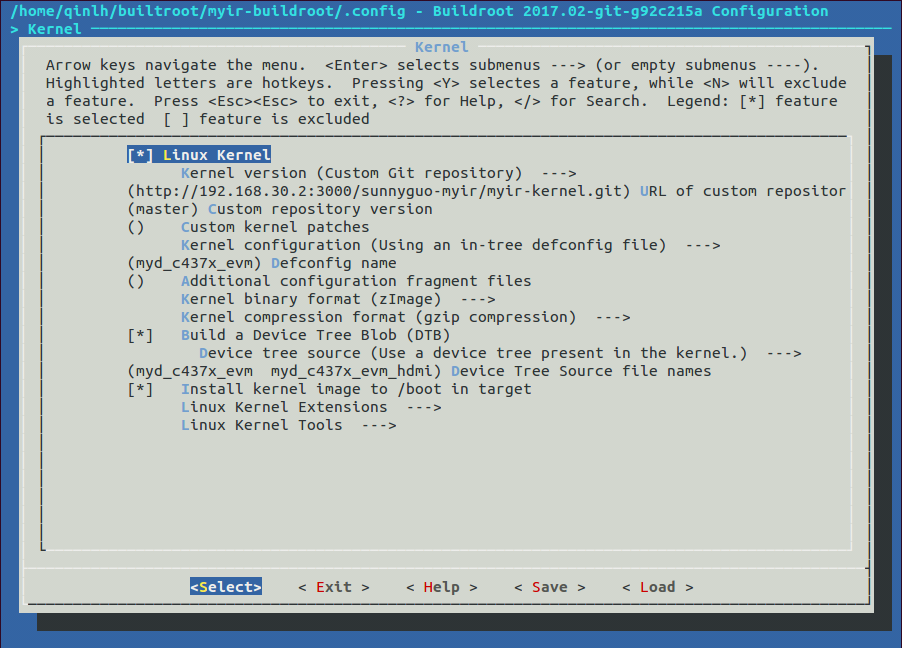 /home/qinlh/builtroot/myir-buildroot/.config - Buildroot 2017.02-git-g92c215a Configuration
> Kernel
Kernel
Arrow keys navigate the menu.  <Enter> selects submenus ---> (or empty submenus ----).
Highlighted letters are hotkeys.  Pressing <Y> selectes a feature, while <N> will exclude
a feature.  Press <Esc><Esc> to exit, <?> for Help, </> for Search.  Legend: [*] feature
is selected  [ ] feature is excluded
[*] Linux Kernel
Kernel version (Custom Git repository)  --->
(http://192.168.30.2:3000/sunnyguo-myir/myir-kernel.git) URL of custom repositor
(master) Custom repository version
()    Custom kernel patches
Kernel configuration (Using an in-tree defconfig file)  --->
(myd_c437x_evm) Defconfig name
()    Additional configuration fragment files
Kernel binary format (zImage)  --->
Kernel compression format (gzip compression)  --->
[*]   Build a Device Tree Blob (DTB)
Device tree source (Use a device tree present in the kernel.)  --->
(myd_c437x_evm  myd_c437x_evm_hdmi) Device Tree Source file names
[*]   Install kernel image to /boot in target
Linux Kernel Extensions  --->
Linux Kernel Tools  --->
<Select>    < Exit >    < Help >    < Save >    < Load >